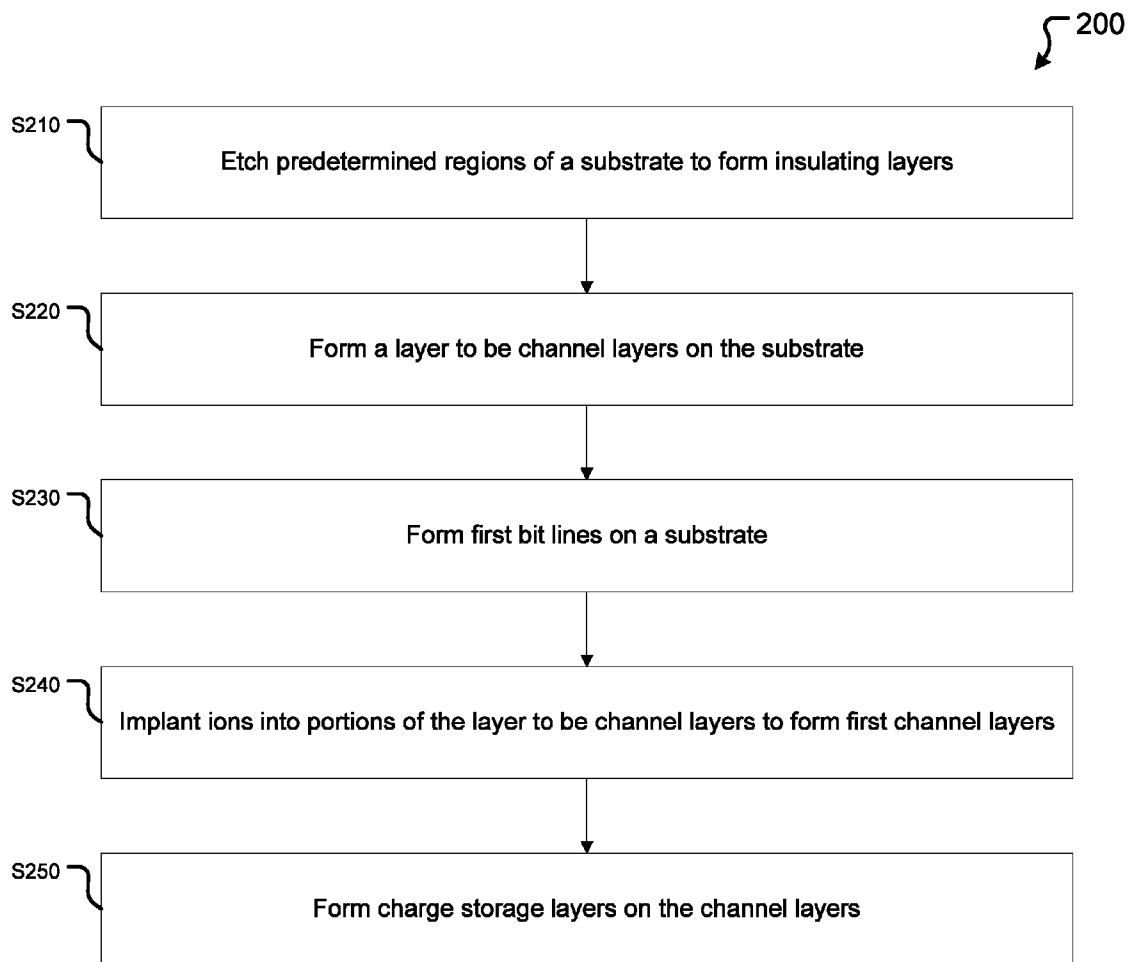 200
S210
Etch predetermined regions of a substrate to form insulating layers
S220
Form a layer to be channel layers on the substrate
S230
Form first bit lines on a substrate
S240
Implant ions into portions of the layer to be channel layers to form first channel layers
S250
Form charge storage layers on the channel layers